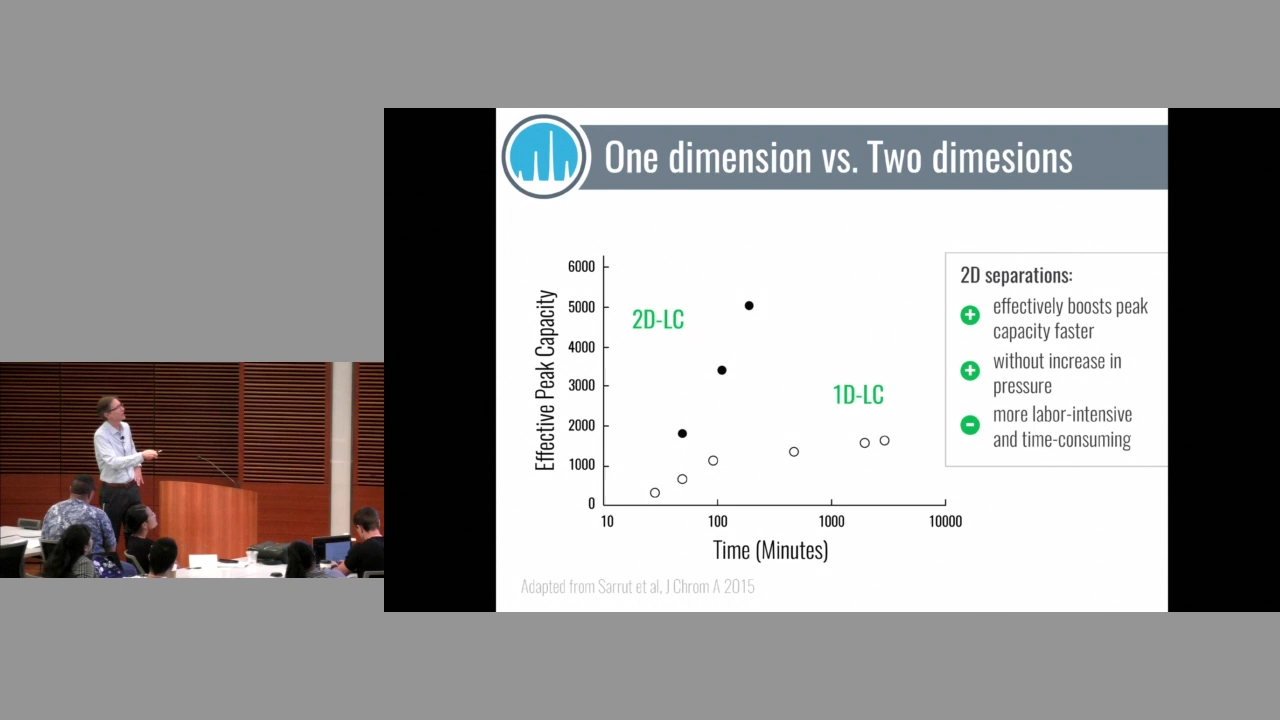 One dimension vs. Two dimesions
Effective Peak Capacity
6000
5000
4000
3000
2000
1000
0
2D-LC
1D-LC
10
100
1000
10000
Time (Minutes)
2D separations:
effectively boosts peak
capacity faster
without increase in
pressure
more labor-intensive
and time-consuming
Adapted from Sarrut et al, J Chrom A 2015